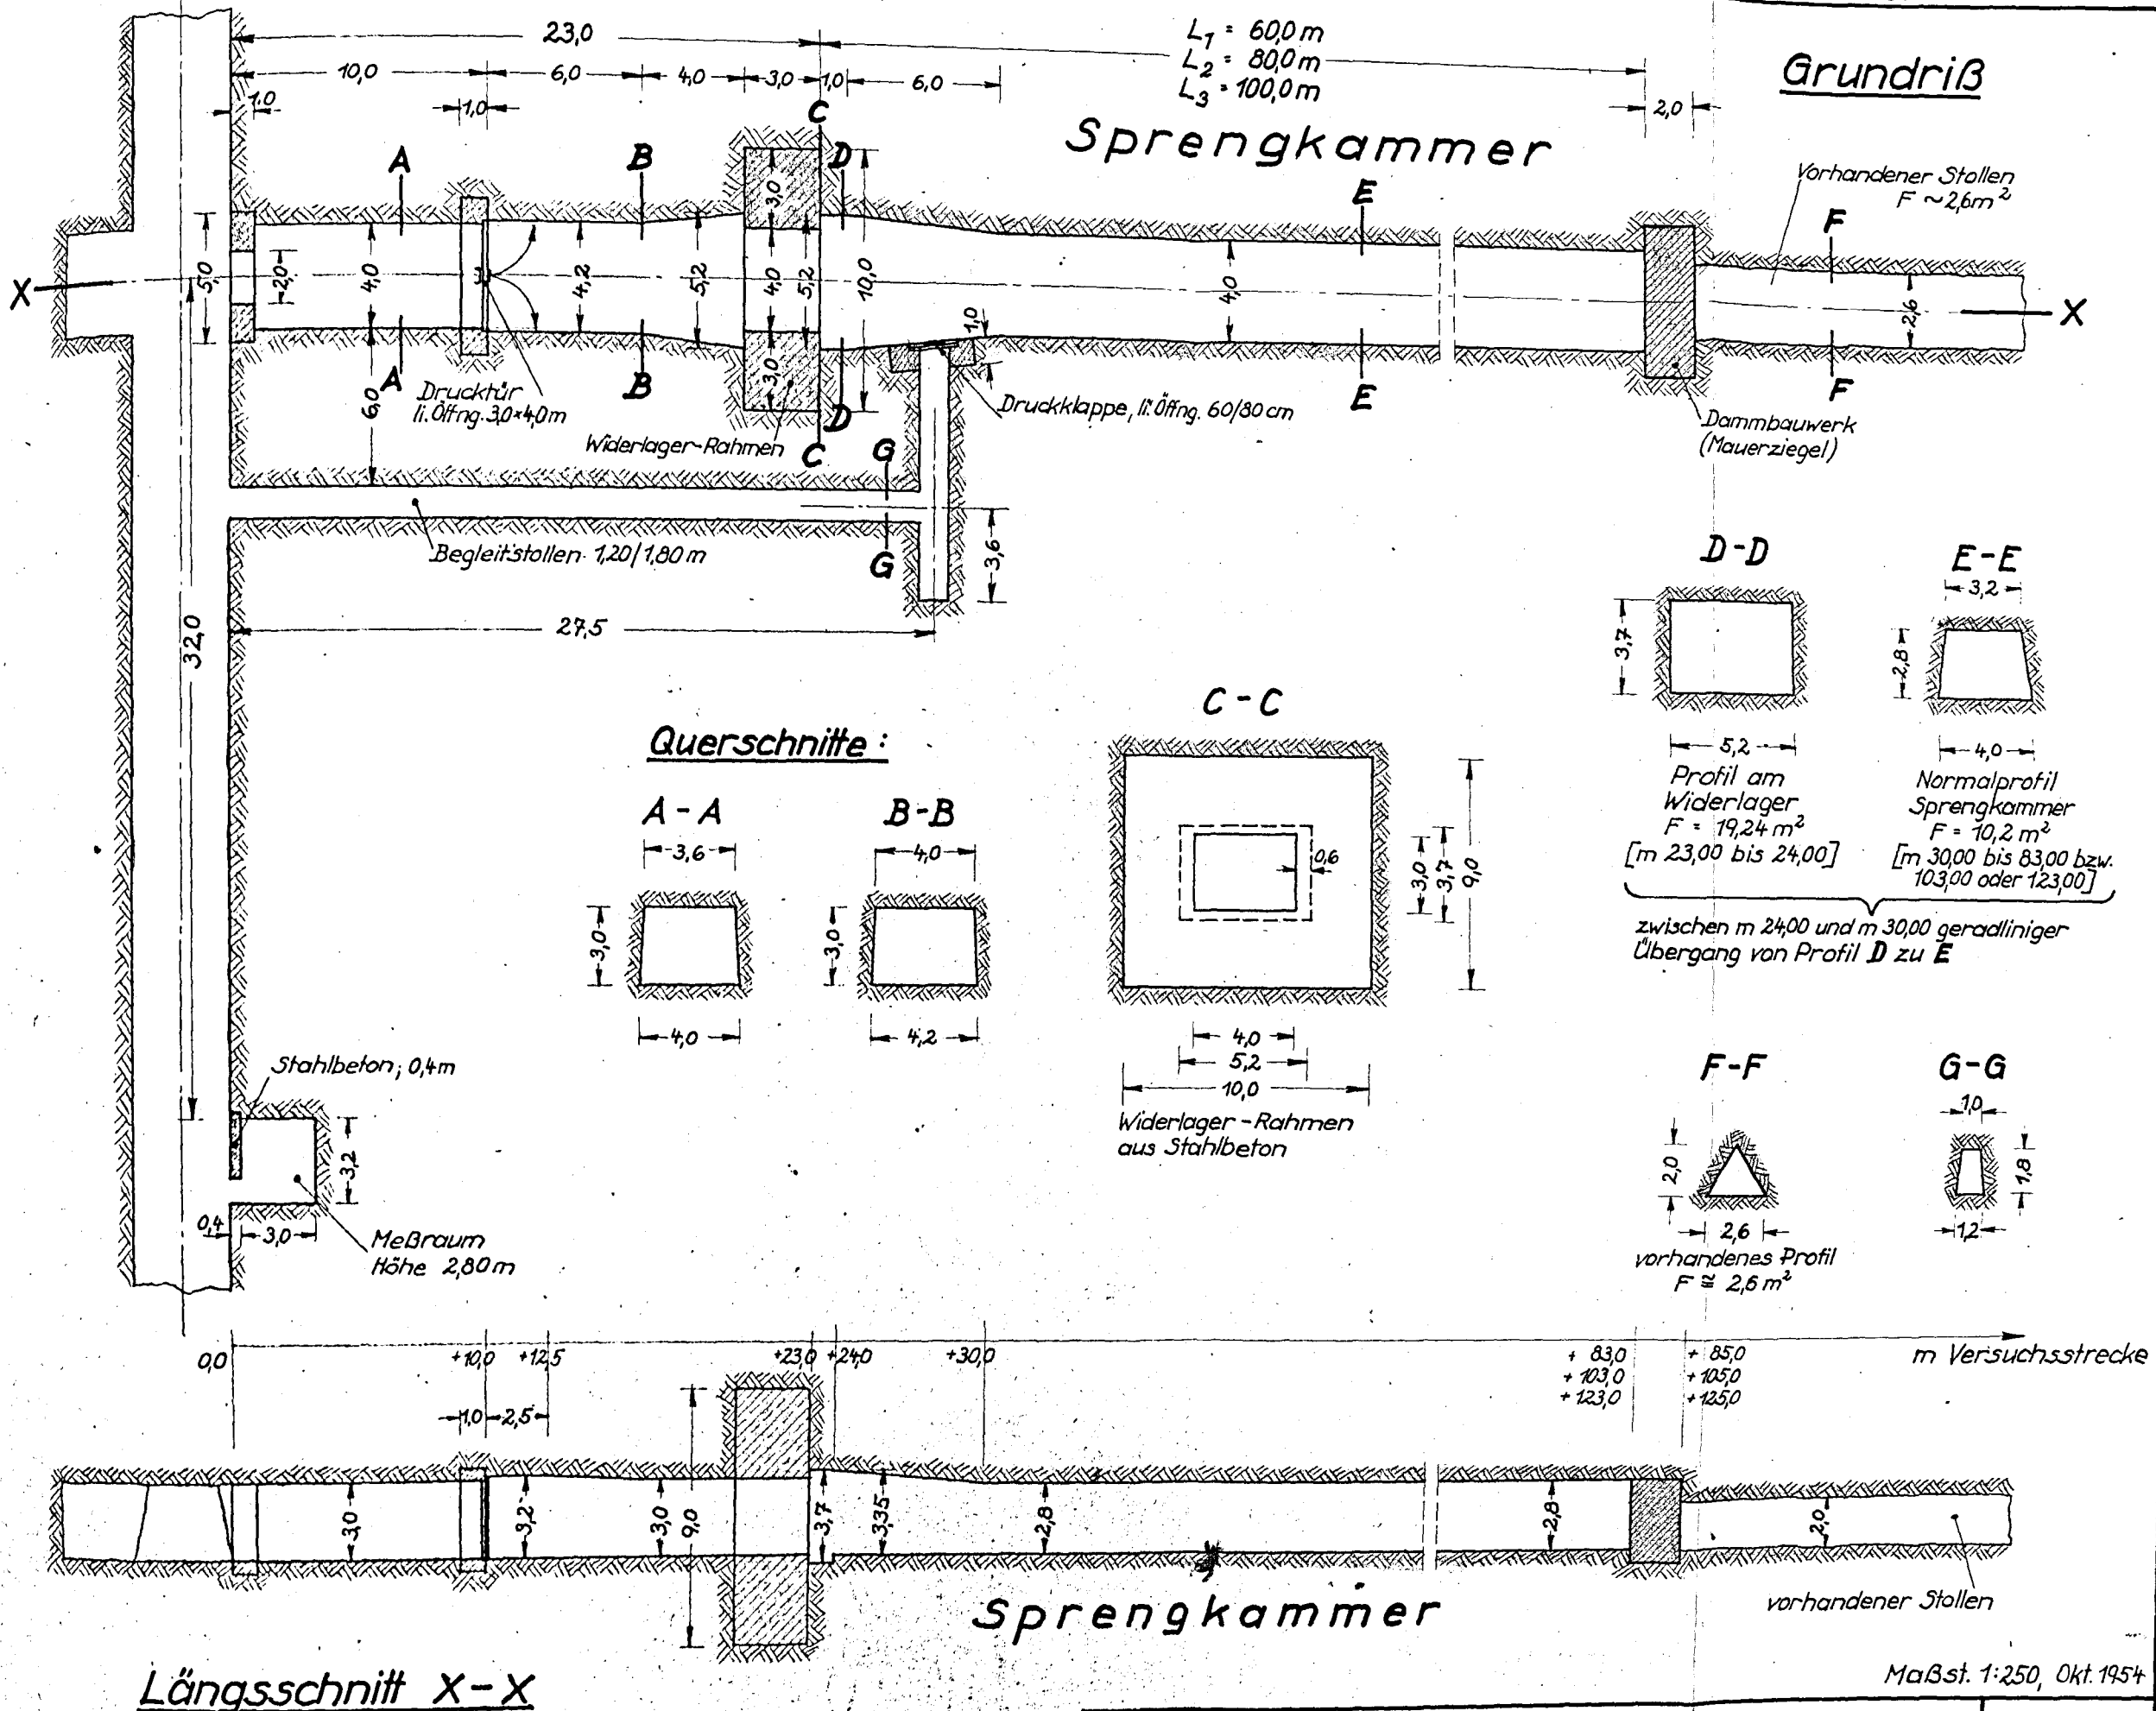 23,0
L1 = 60,0 m
L2 = 80,0 m
L3 = 100,0 m
Grundriß
10,0
6,0
4,0
3,0
1,0
6,0
1,0
1,0
2,0
Sprengkammer
C
A
B
D
E
F
Vorhandener Stollen
F ~ 2,6 m²
X
5,0
2,0
4,0
4,2
5,2
3,0
4,0
5,2
10,0
4,0
2,6
X
3,0
1,0
A
B
D
E
F
6,0
Drucktür
li. Öffng. 3,0×4,0 m
Widerlager-Rahmen
C
G
Druckklappe, li. Öffng. 60/80 cm
Dammbauwerk
(Mauerziegel)
Begleitstollen 1,20/1,80 m
G
3,6
32,0
27,5
D-D
3,7
5,2
Profil am
Widerlager
F = 19,24 m²
[m 23,00 bis 24,00]
E-E
3,2
2,8
4,0
Normalprofil
Sprengkammer
F = 10,2 m²
[m 30,00 bis 83,00 bzw.
103,00 oder 123,00]
zwischen m 24,00 und m 30,00 geradliniger
Übergang von Profil D zu E
Querschnitte:
A-A
3,6
3,0
4,0
B-B
4,0
3,0
4,2
C-C
0,6
3,0
3,7
9,0
4,0
5,2
10,0
Widerlager-Rahmen
aus Stahlbeton
F-F
2,0
2,6
vorhandenes Profil
F ≅ 2,6 m²
G-G
1,0
1,8
1,2
Stahlbeton; 0,4m
3,2
0,4
3,0
Meßraum
Höhe 2,80 m
0,0
+10,0
+12,5
+23,0
+24,0
+30,0
+ 83,0
+ 103,0
+ 123,0
+ 85,0
+105,0
+125,0
m Versuchsstrecke
1,0
2,5
3,0
3,2
3,0
9,0
3,7
3,35
2,8
2,8
2,0
Sprengkammer
vorhandener Stollen
Längsschnitt X-X
Maßst. 1:250, Okt. 1954